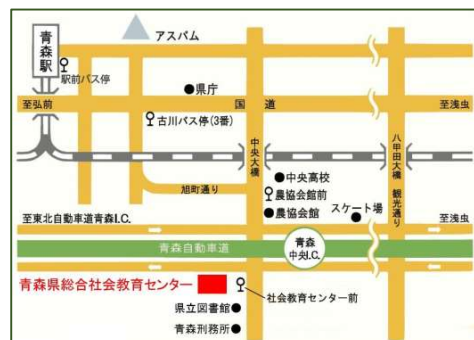 アスパム
青森駅
駅前バス停
県庁
至弘前
国道
至浅虫
古川バス停(3番)
中央大橋
八甲田大橋 観光通り
中央高校
旭町通り
農協会館前
農協会館
スケート場
至東北自動車道青森I.C.
至浅虫
青森自動車道
青森
中央I.C.
青森県総合社会教育センター
社会教育センター前
県立図書館
青森刑務所